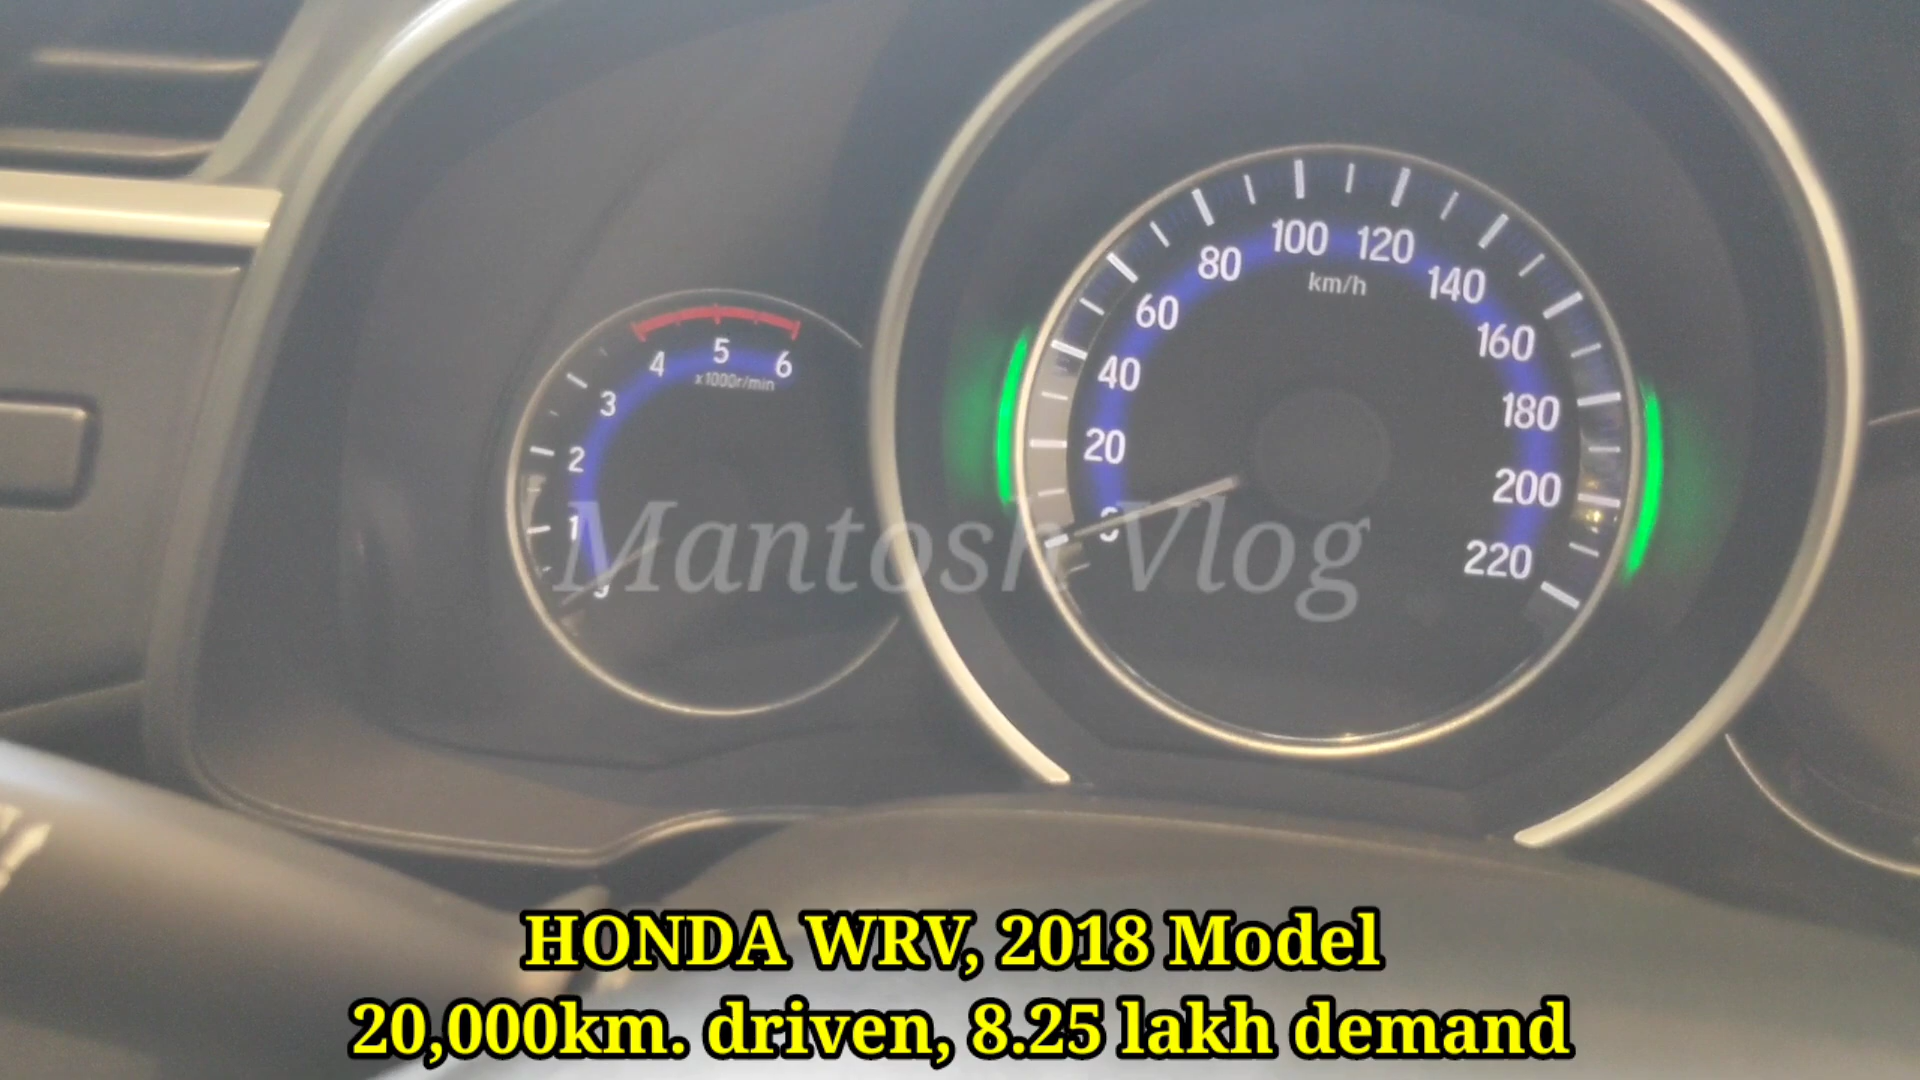 100 120
80 140
km/h
60 160
4 5 6
x1000r/min
3 40 180
2 20 200
1 220
Mantosh Vlog
HONDA WRV, 2018 Model
20,000km. driven, 8.25 lakh demand